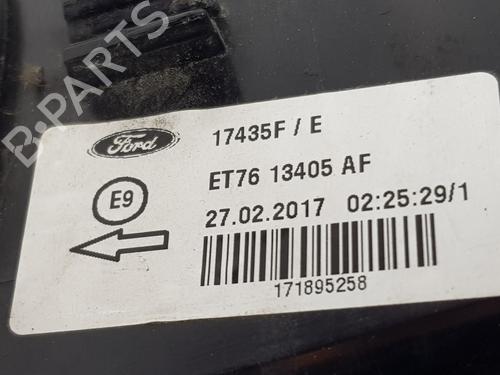 B-PARTS
Ford
17435F / E
ET76 13405 AF
E9
27.02.2017 02:25:29/1
171895258